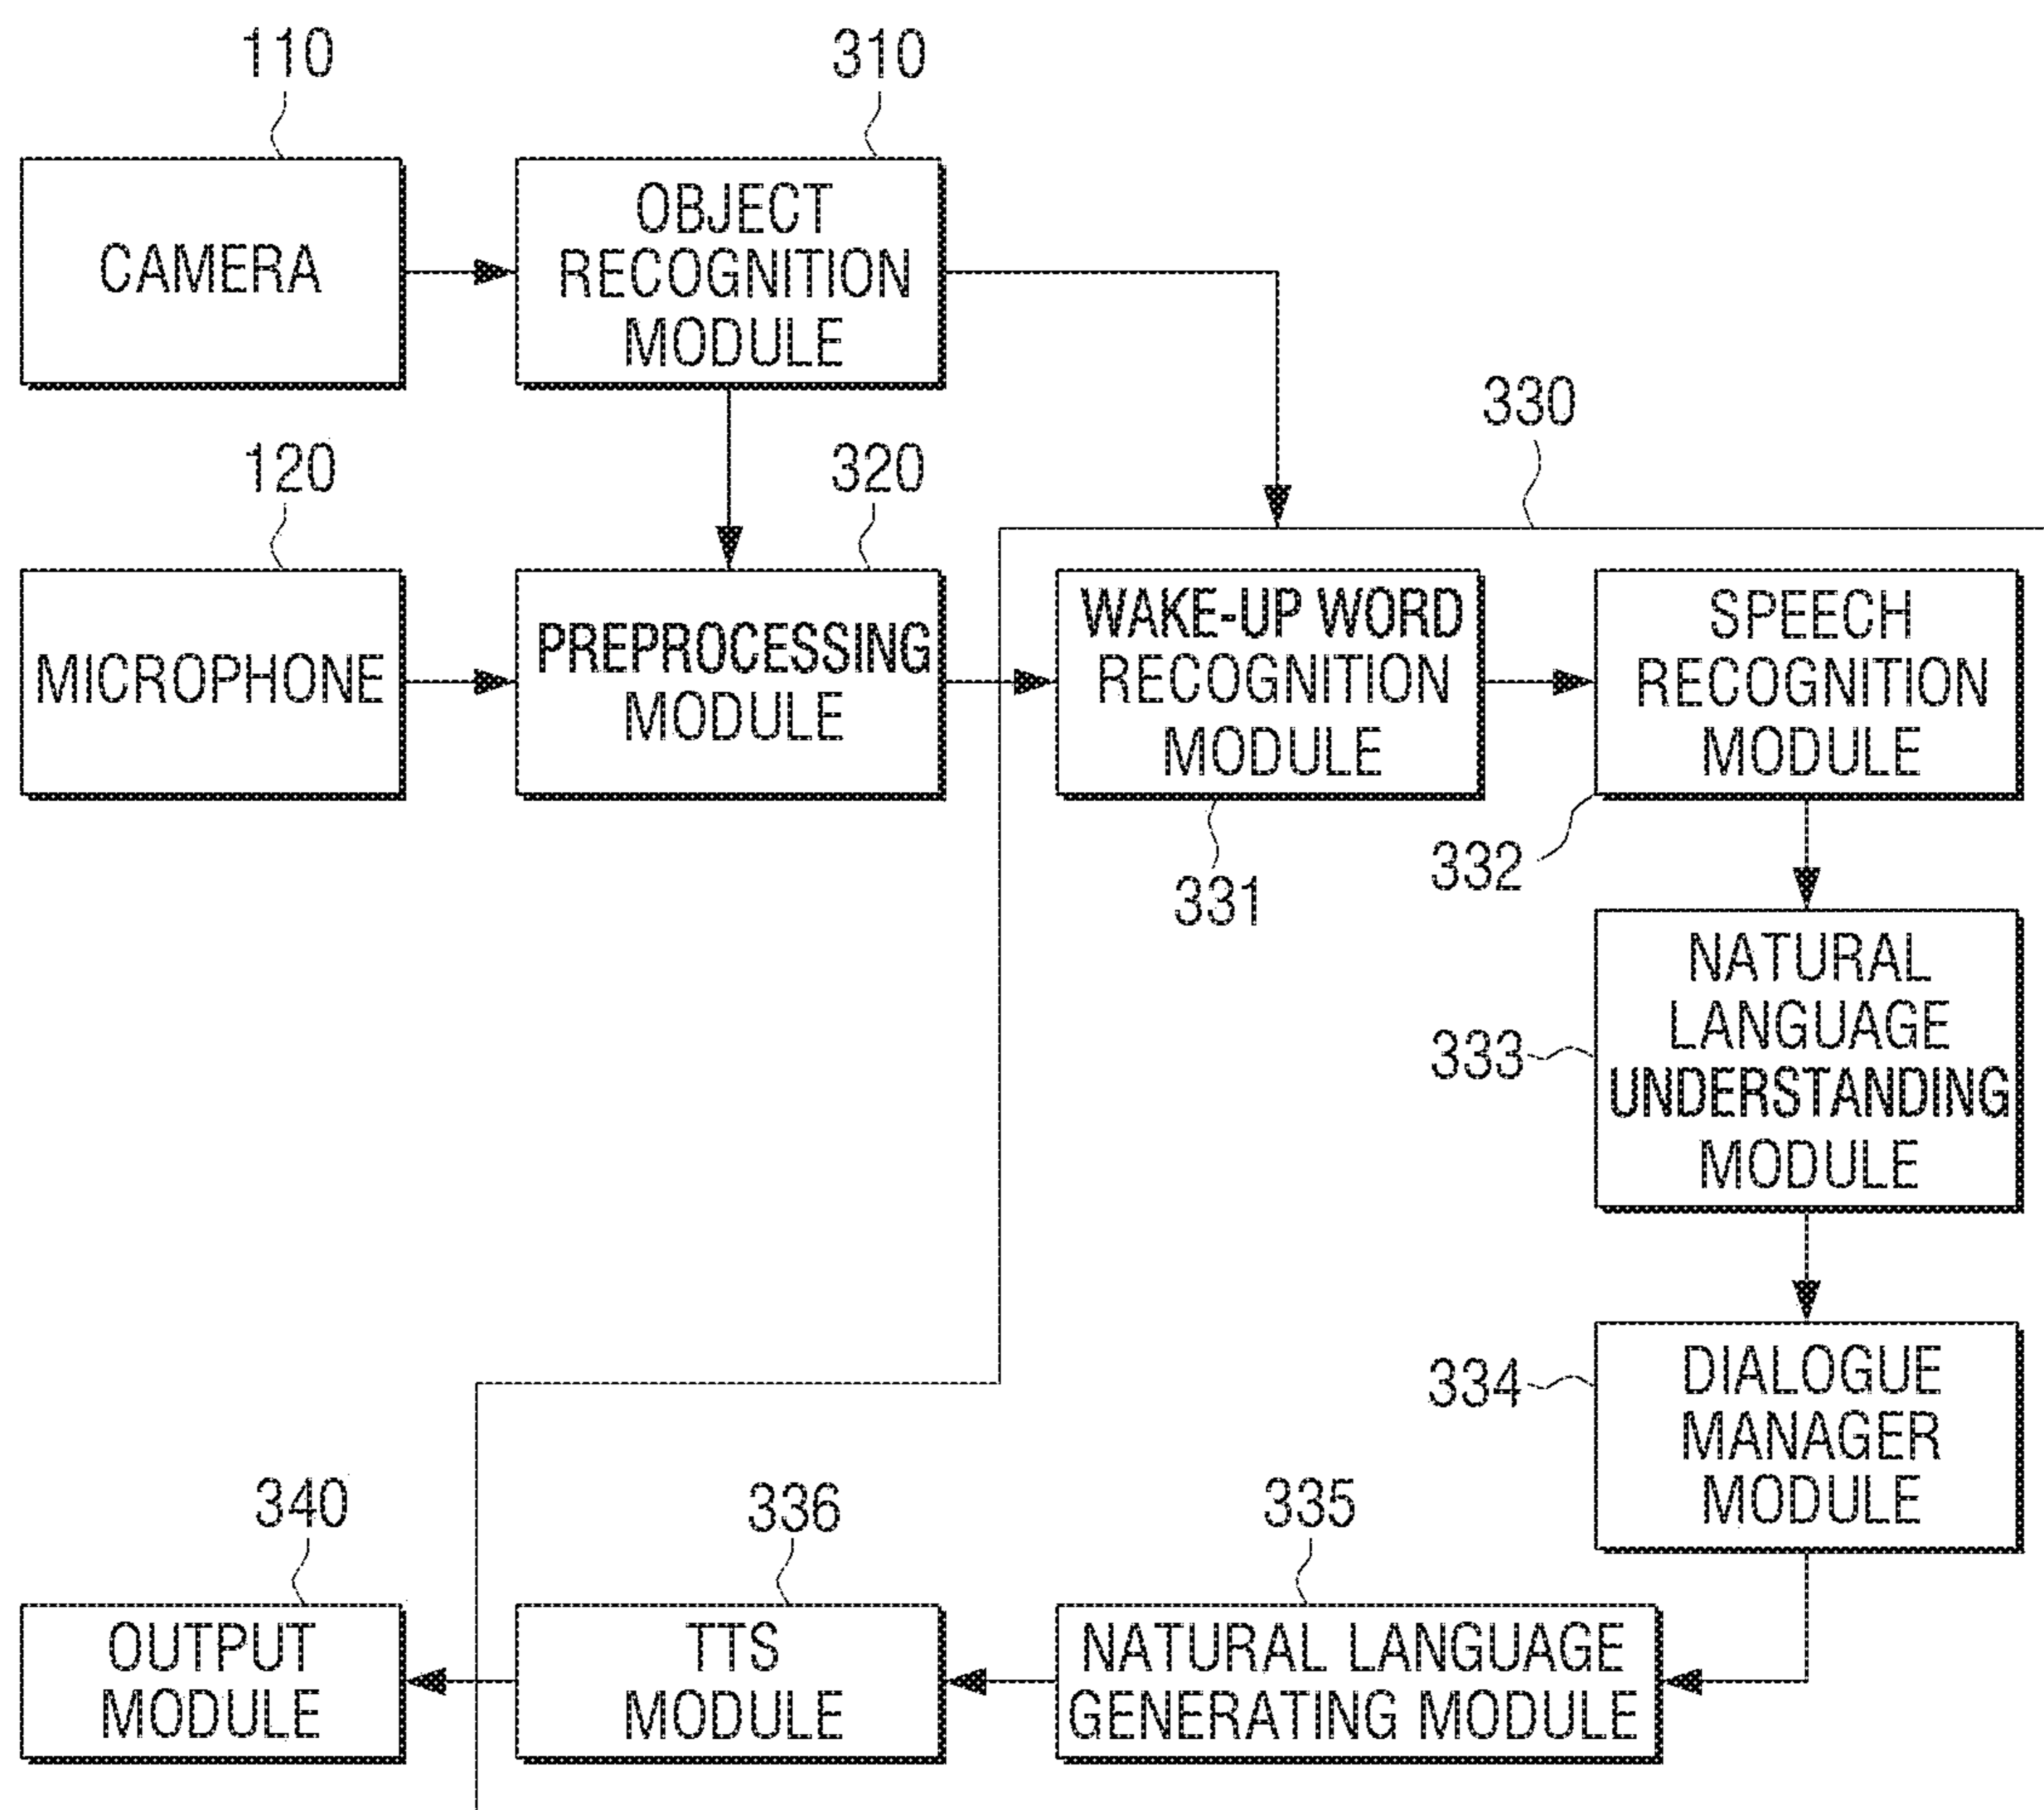 110
310
CAMERA
OBJECT
RECOGNITION
MODULE
330
120
320
MICROPHONE
PREPROCESSING
MODULE
WAKE-UP WORD
RECOGNITION
MODULE
SPEECH
RECOGNITION
MODULE
331
332
333
NATURAL
LANGUAGE
UNDERSTANDING
MODULE
334
DIALOGUE
MANAGER
MODULE
340
336
335
OUTPUT
MODULE
TTS
MODULE
NATURAL LANGUAGE
GENERATING MODULE